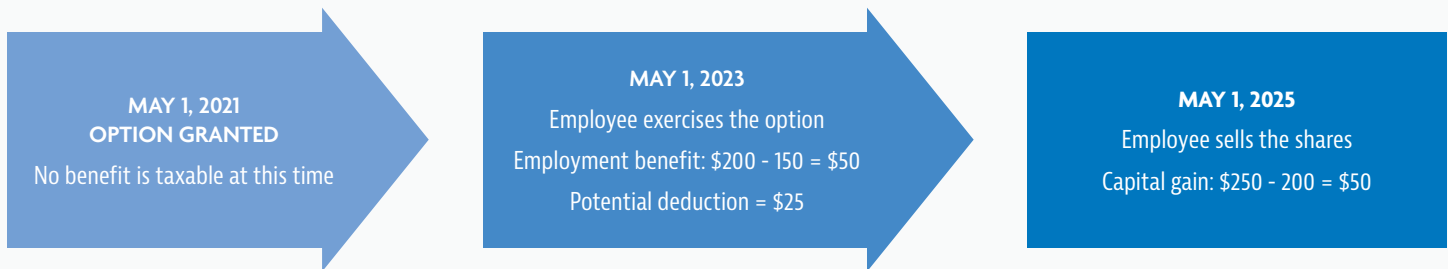 MAY 1, 2021
OPTION GRANTED
No benefit is taxable at this time
MAY 1, 2023
Employee exercises the option
Employment benefit: $200 - 150 = $50
Potential deduction = $25
MAY 1, 2025
Employee sells the shares
Capital gain: $250 - 200 = $50